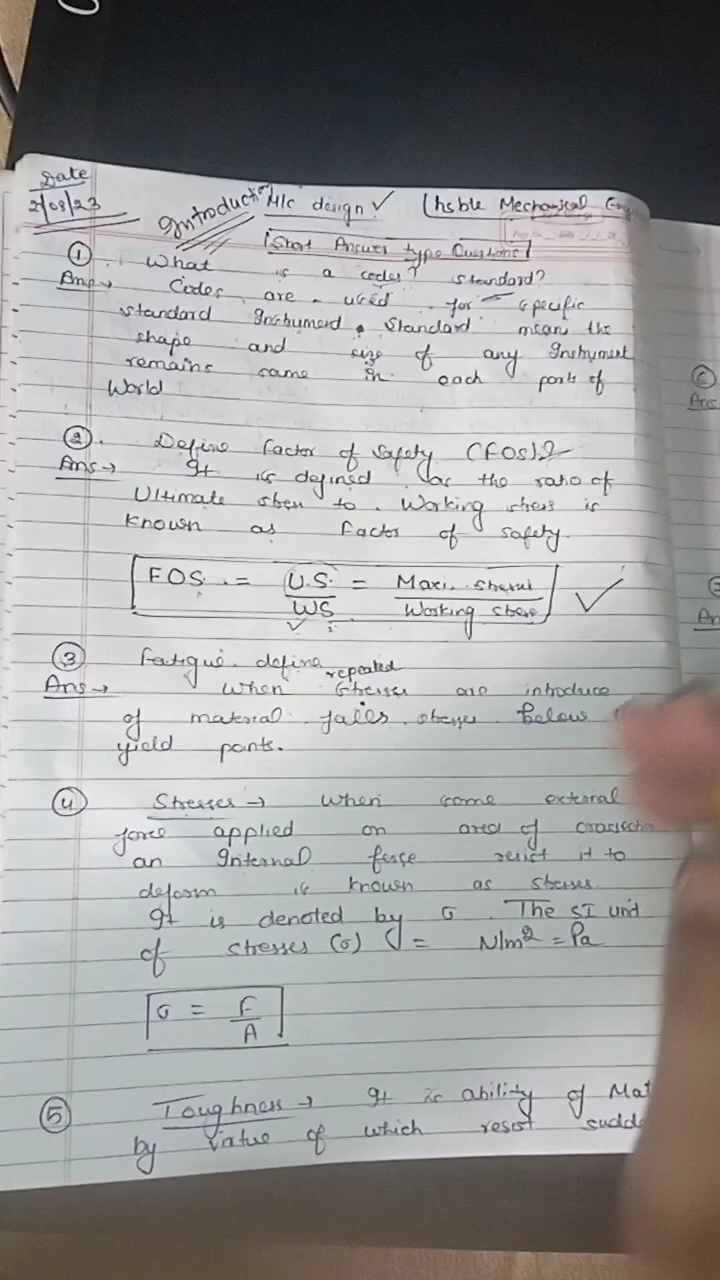 Date
2/08/23
Introduction M/c design. (hsble Mechanical Eng
Short Answer type Questions
① What is a codes? standard?
Ans→ Codes are used for specific
standard Instrument. Standard mean the
shape and size of any Instrument
remains same in each parts of
World
②. Define Factor of Safety (FOS)?
Ans→ It is defined as the ratio of
Ultimate stress to. Working stress is
known as Factor of safety.
FOS. = U.S. / WS = Maxi. / Working
③ Fatigue define
repeated
Ans→ When stresses are introduce
of material fails stresses below
yield points.
④ Stresses → When some external
force applied on area of
an Internal force resist it to
deform is known as stresses.
It is denoted by σ. The SI unit
of stresses (σ) = N/m² = Pa
σ = F / A
⑤ Toughness → It is ability of Mat
by virtue of which resist sudd
C
Ans
An